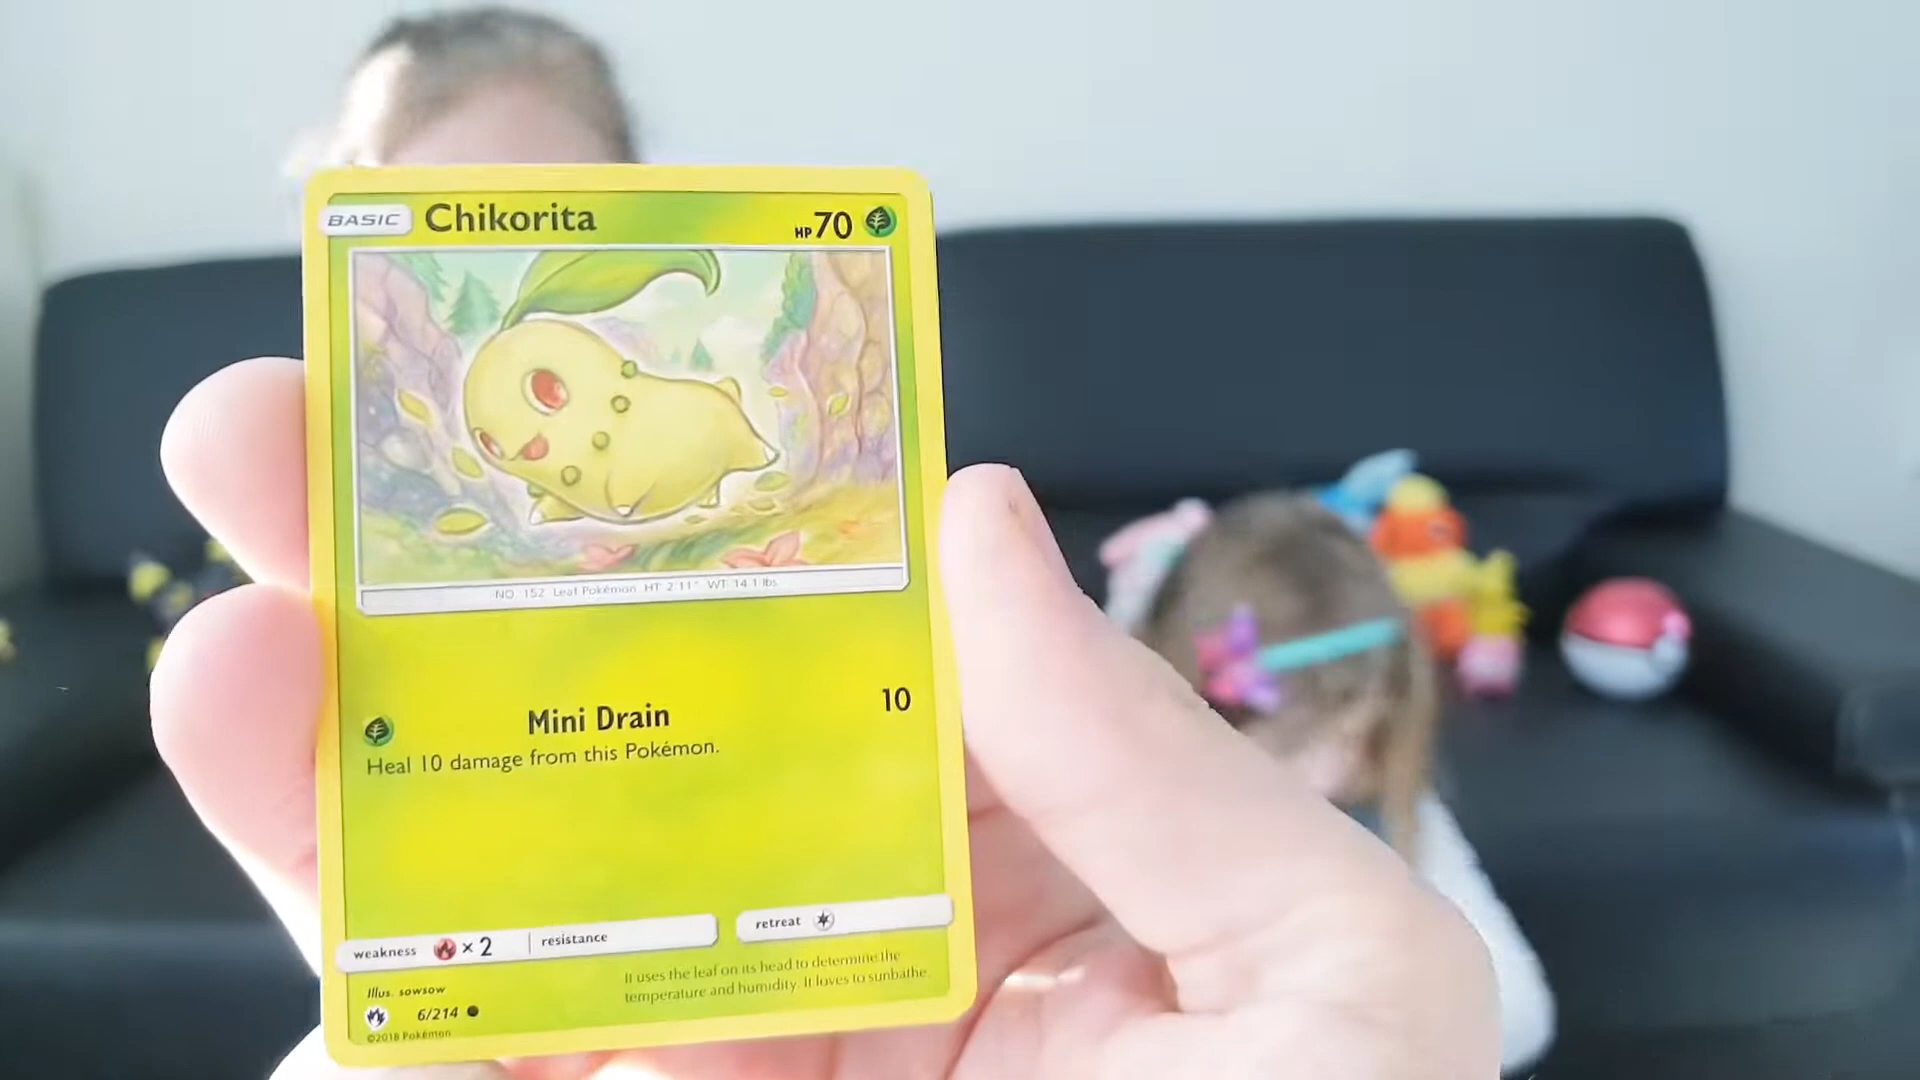 BASIC Chikorita HP 70
NO. 152 Leaf Pokémon HT 2'11" WT 14.1 lbs
Mini Drain 10
Heal 10 damage from this Pokémon.
weakness ×2 resistance retreat
Illus. sowsow
It uses the leaf on its head to determine the
temperature and humidity. It loves to sunbathe.
6/214
©2018 Pokémon